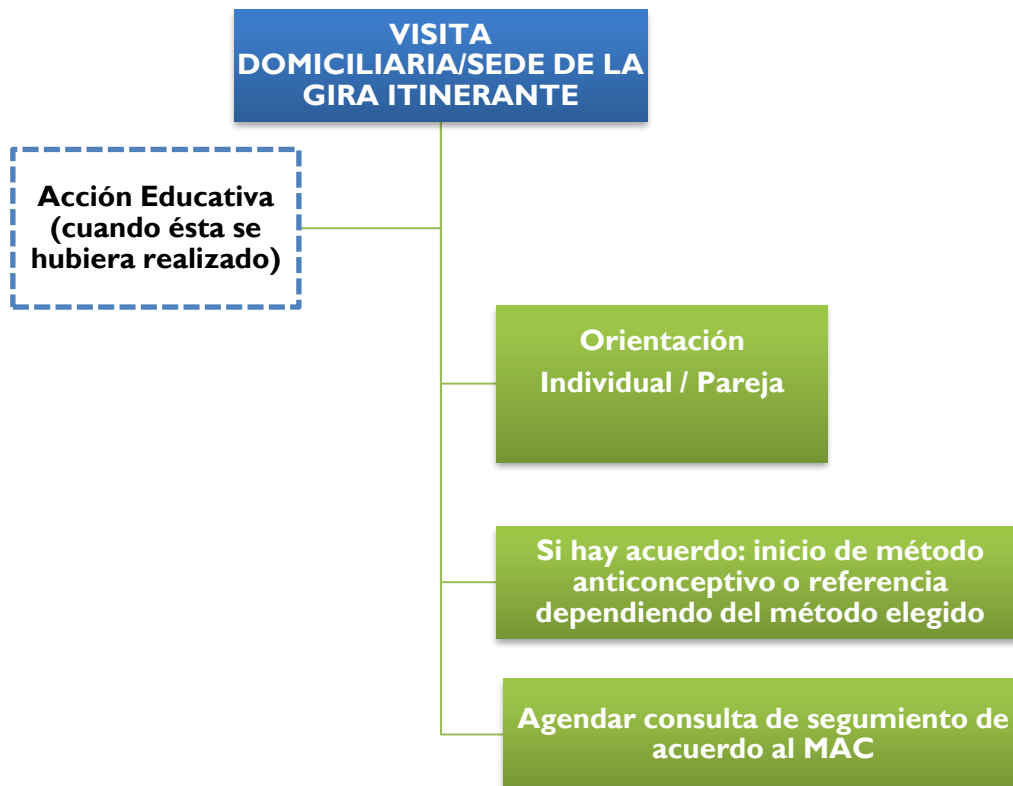 VISITA
DOMICILIARIA/SEDE DE LA
GIRA ITINERANTE
Acción Educativa
(cuando ésta se
hubiera realizado)
Orientación
Individual / Pareja
Si hay acuerdo: inicio de método
anticonceptivo o referencia
dependiendo del método elegido
Agendar consulta de segumiento de
acuerdo al MAC